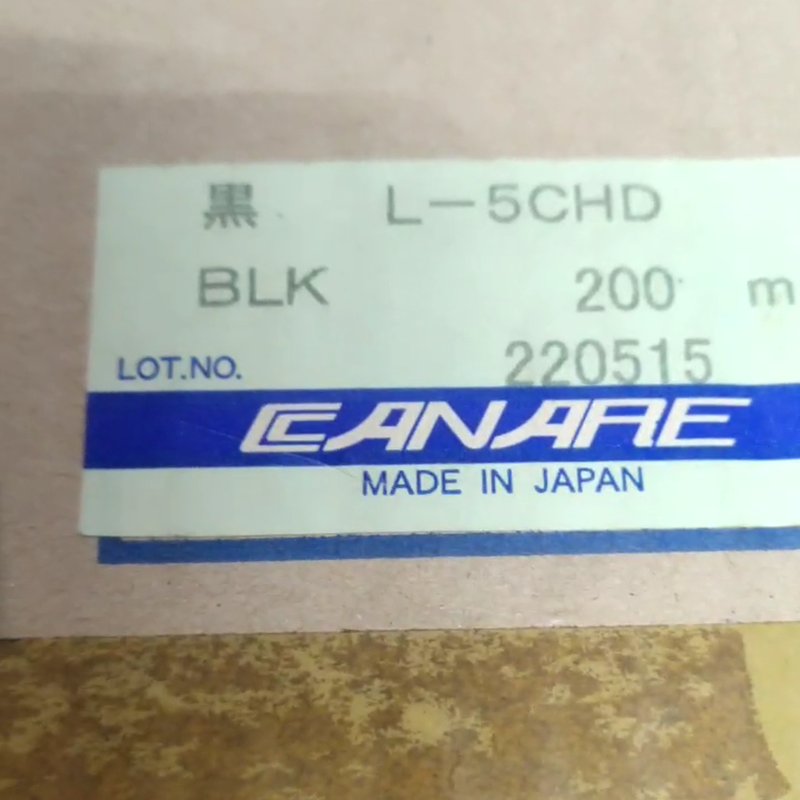 黒 L-5CHD
BLK 200 m
LOT.NO. 220515
CANARE
MADE IN JAPAN